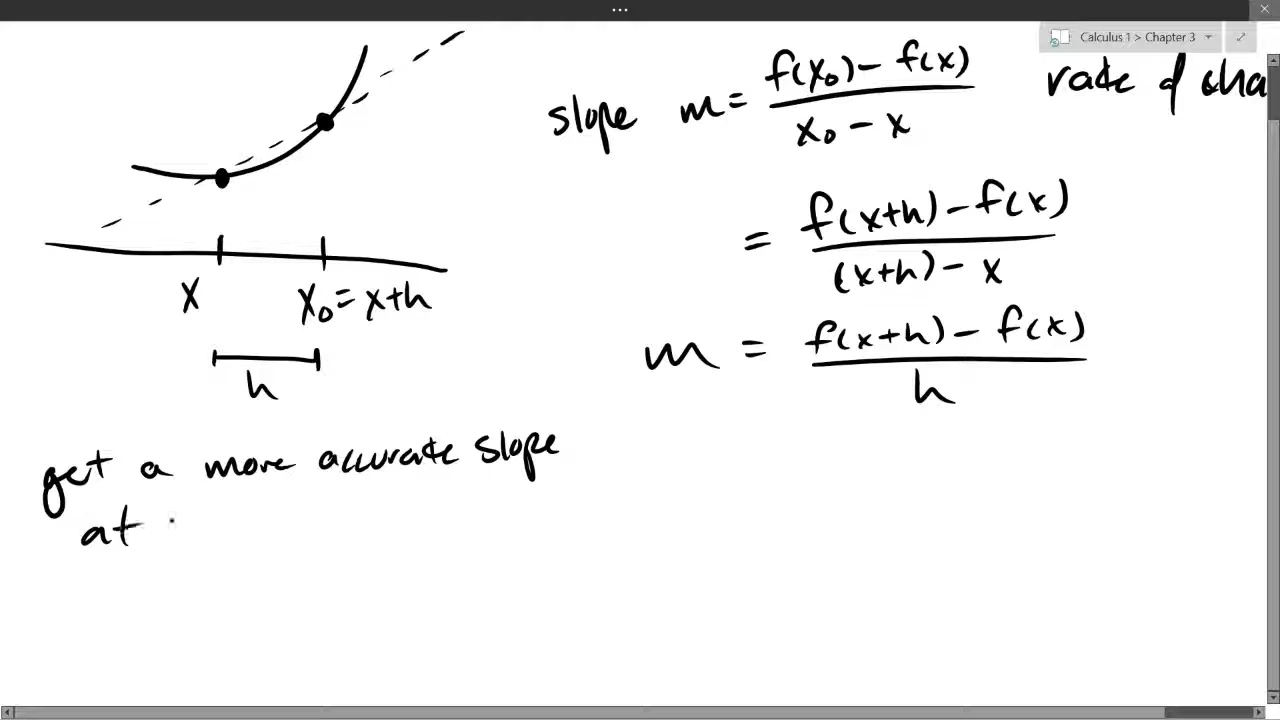 Calculus 1 > Chapter 3
slope m = f(x₀) - f(x) / x₀ - x
rate of cha
= f(x+h) - f(x) / (x+h) - x
m = f(x+h) - f(x) / h
x
x₀ = x+h
h
get a more accurate slope
at